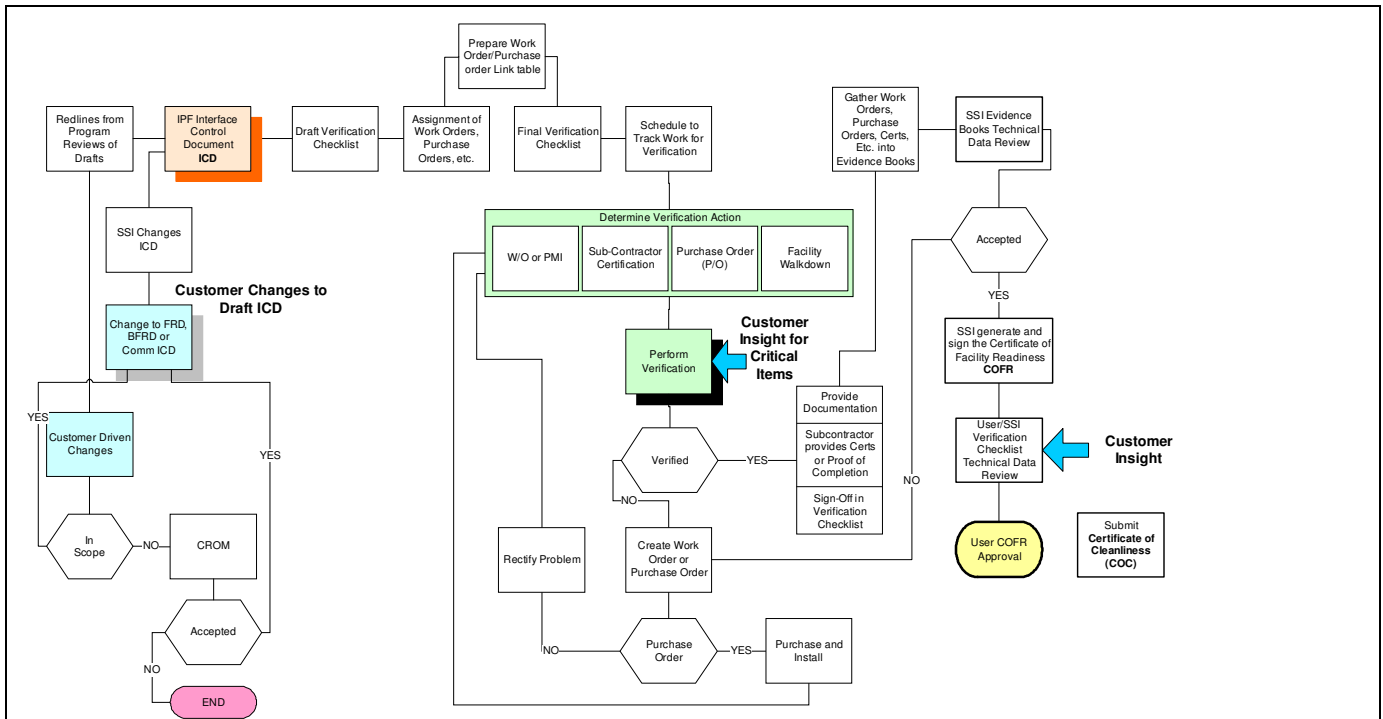 Prepare Work
Order/Purchase
order Link table
Redlines from
Program
Reviews of
Drafts
IPF Interface
Control
Document
ICD
Draft Verification
Checklist
Assignment of
Work Orders,
Purchase
Orders, etc.
Final Verification
Checklist
Schedule to
Track Work for
Verification
Gather Work
Orders,
Purchase
Orders, Certs,
Etc. into
Evidence Books
SSI Evidence
Books Technical
Data Review
SSI Changes
ICD
Determine Verification Action
W/O or PMI
Sub-Contractor
Certification
Purchase Order
(P/O)
Facility
Walkdown
Accepted
YES
Customer Changes to
Draft ICD
Change to FRD,
BFRD or
Comm ICD
Perform
Verification
Customer
Insight for
Critical
Items
SSI generate and
sign the Certificate of
Facility Readiness
COFR
YES
Customer Driven
Changes
YES
Verified
YES
Provide
Documentation
Subcontractor
provides Certs
or Proof of
Completion
Sign-Off in
Verification
Checklist
NO
User/SSI
Verification
Checklist
Technical Data
Review
Customer
Insight
NO
In
Scope
NO
CROM
Rectify Problem
Create Work
Order or
Purchase Order
User COFR
Approval
Submit
Certificate of
Cleanliness
(COC)
Accepted
NO
END
NO
Purchase
Order
YES
Purchase and
Install